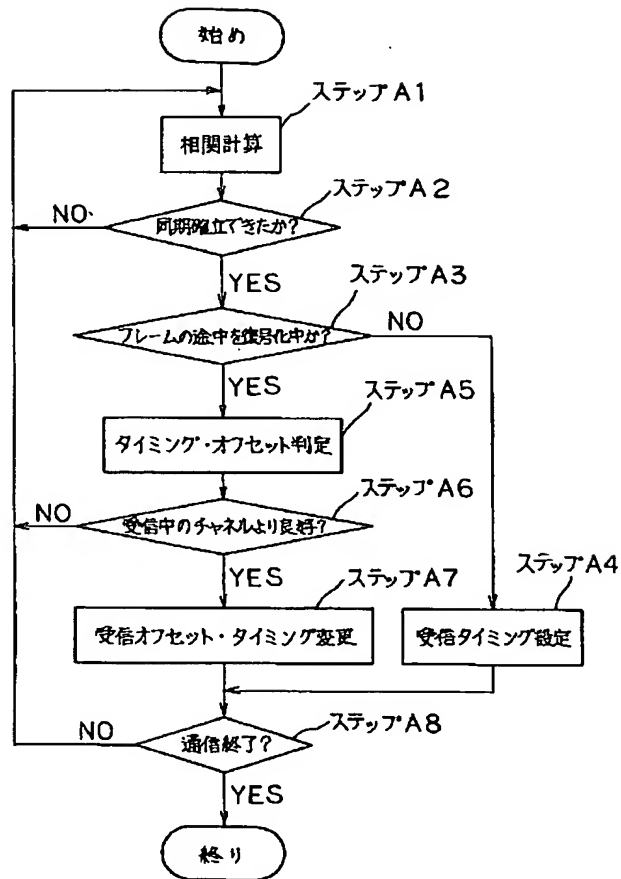 始め
ステップA1
相関計算
ステップA2
同期確立できたか?
NO
YES
ステップA3
フレームの途中を復号化中か?
NO
YES
ステップA5
タイミング・オフセット判定
ステップA6
受信中のチャネルより良好?
NO
YES
ステップA7
ステップA4
受信オフセット・タイミング変更
受信タイミング設定
ステップA8
通信終了?
NO
YES
終り